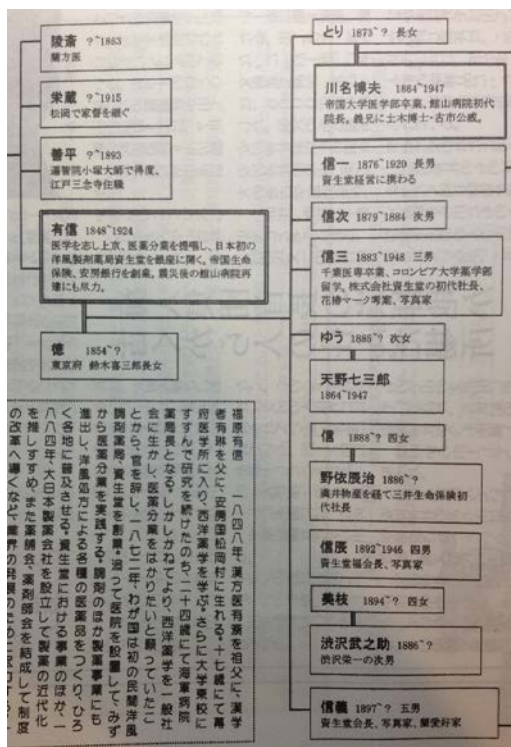 陵斎 ?~1883
蘭方医
栄蔵 ?~1915
松岡で家督を継ぐ
善平 ?~1893
遍智院小塚大師で得度、
江戸三念寺住職
有信 1848~1924
医学を志し上京、医薬分業を提唱し、日本初の
洋風製剤薬局資生堂を銀座に開く。帝国生命
保険、安房銀行を創業。震災後の館山病院再
建にも尽力。
徳 1854~?
東京府 鈴木喜三郎長女
とり 1873~? 長女
川名博夫 1864~1947
帝国大学医学部卒業、館山病院初代
院長。義兄に土木博士・古市公威。
信一 1876~1920 長男
資生堂経営に携わる
信次 1879~1884 次男
信三 1883~1948 三男
千葉医専卒業、コロンビア大学薬学部
留学。株式会社資生堂の初代社長、
花椿マーク考案、写真家
ゆう 1885~? 次女
天野七三郎
1864~1947
信 1888~? 四女
野依辰治 1886~?
満井物産を経て三井生命保険初
代社長
信辰 1892~1946 四男
資生堂福会長、写真家
美枝 1894~? 四女
渋沢武之助 1886~?
渋沢栄一の次男
信義 1897~? 五男
資生堂会長、写真家、蘭愛好家
福原有信 一八四八年、漢方医有斎を祖父に、漢学
者有琳を父に、安房国松岡村に生れる。十七歳にて幕
府医学所に入り、西洋薬学を学ぶ。さらに大学東校に
すすんで研究を続けたのち、二十四歳にて海軍病院
薬局長となる。しかしかねてより、西洋薬学を一般社
会に生かし、医薬分業をはかりたいと願っていたこ
とから、官を辞し、一八七二年、わが国は初の民間洋風
調剤薬局、資生堂を創業。追って医院を設置して、みず
から医薬分業を実践する。調剤のほか製薬事業にも
進出し、洋風処方による各種の医薬品をつくり、ひろ
く各地に普及させる。資生堂における事業のほか、一
八八四年、大日本製薬会社を設立して製薬の近代化
を推しすすめ、また薬舗会、薬剤師会を結成して制度
の改革へ導くなど、業界の発展のために尽力する